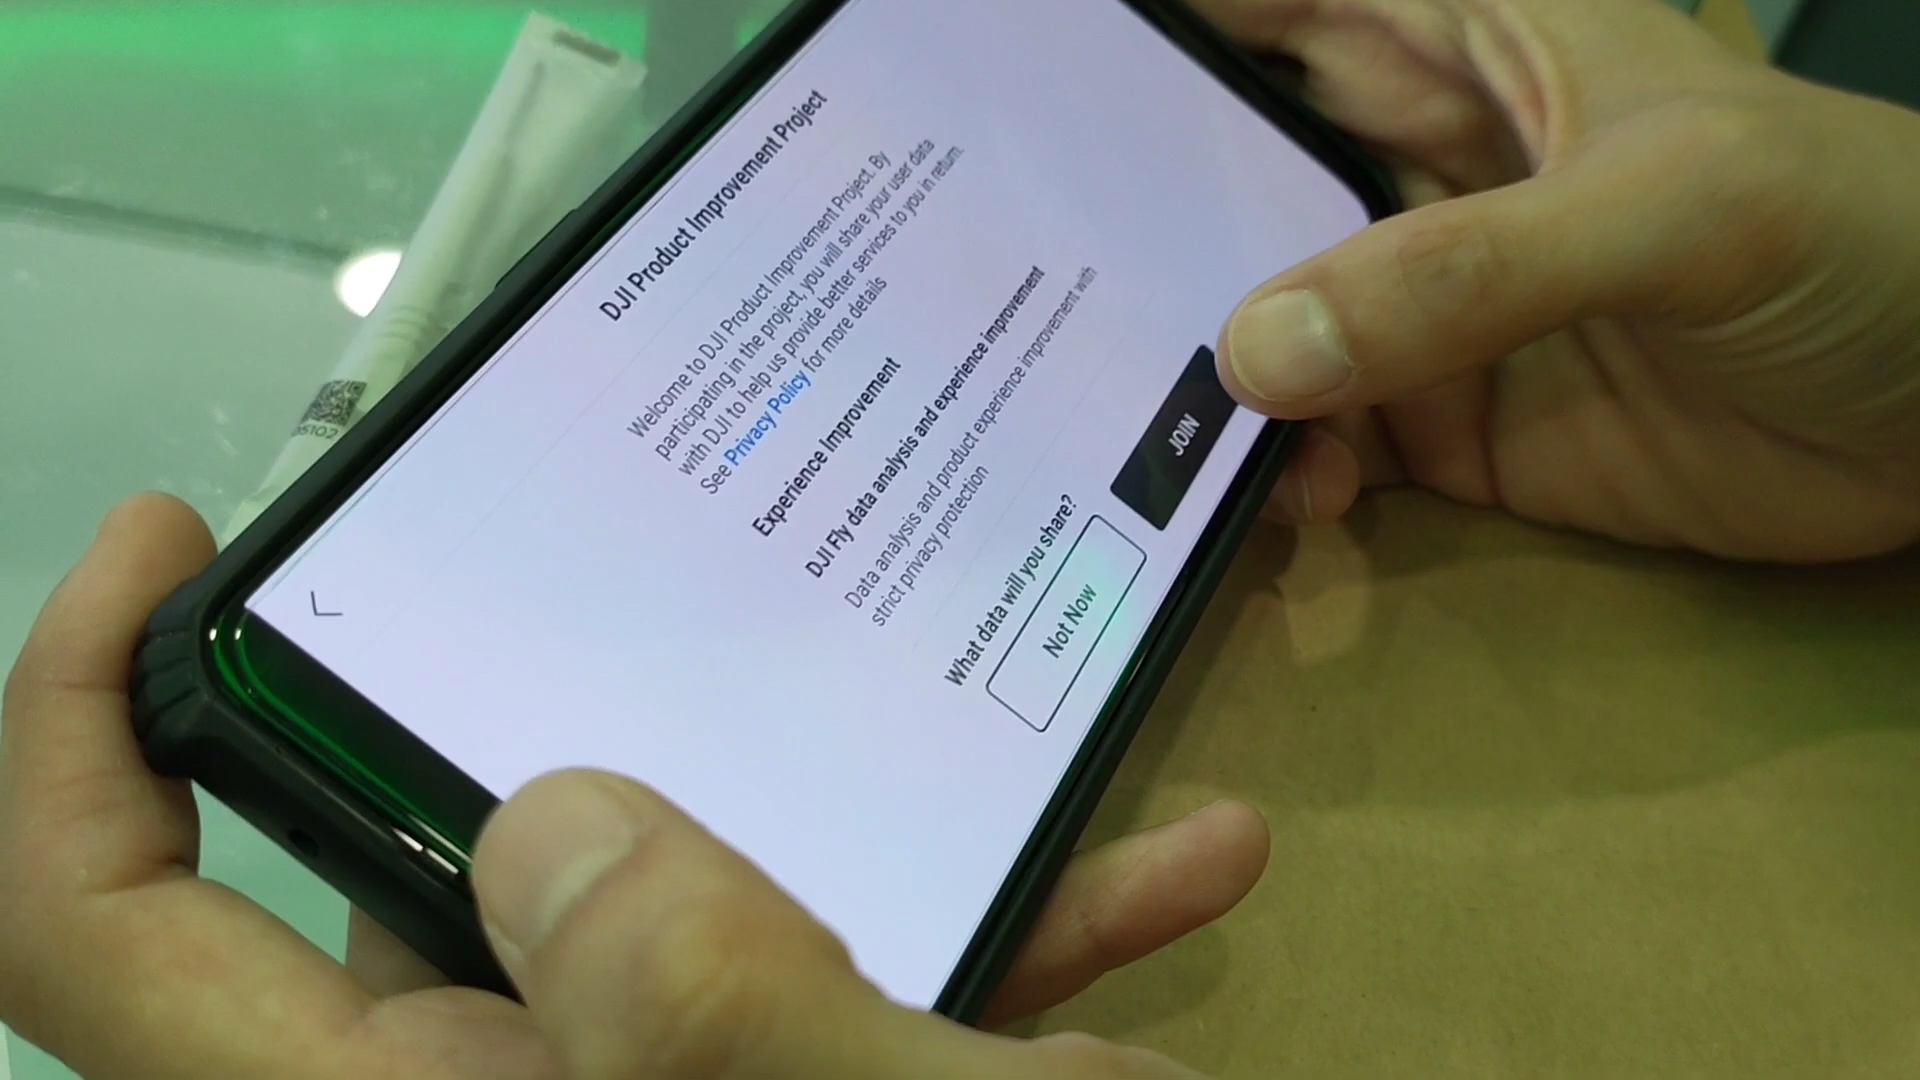 DJI Product Improvement Project
Welcome to DJI Product Improvement Project. By
participating in the project, you will share your user data
with DJI to help us provide better services to you in return.
See Privacy Policy for more details
Experience Improvement
DJI Fly data analysis and experience improvement
Data analysis and product experience improvement with
strict privacy protection
What data will you share?
Not Now
JOIN